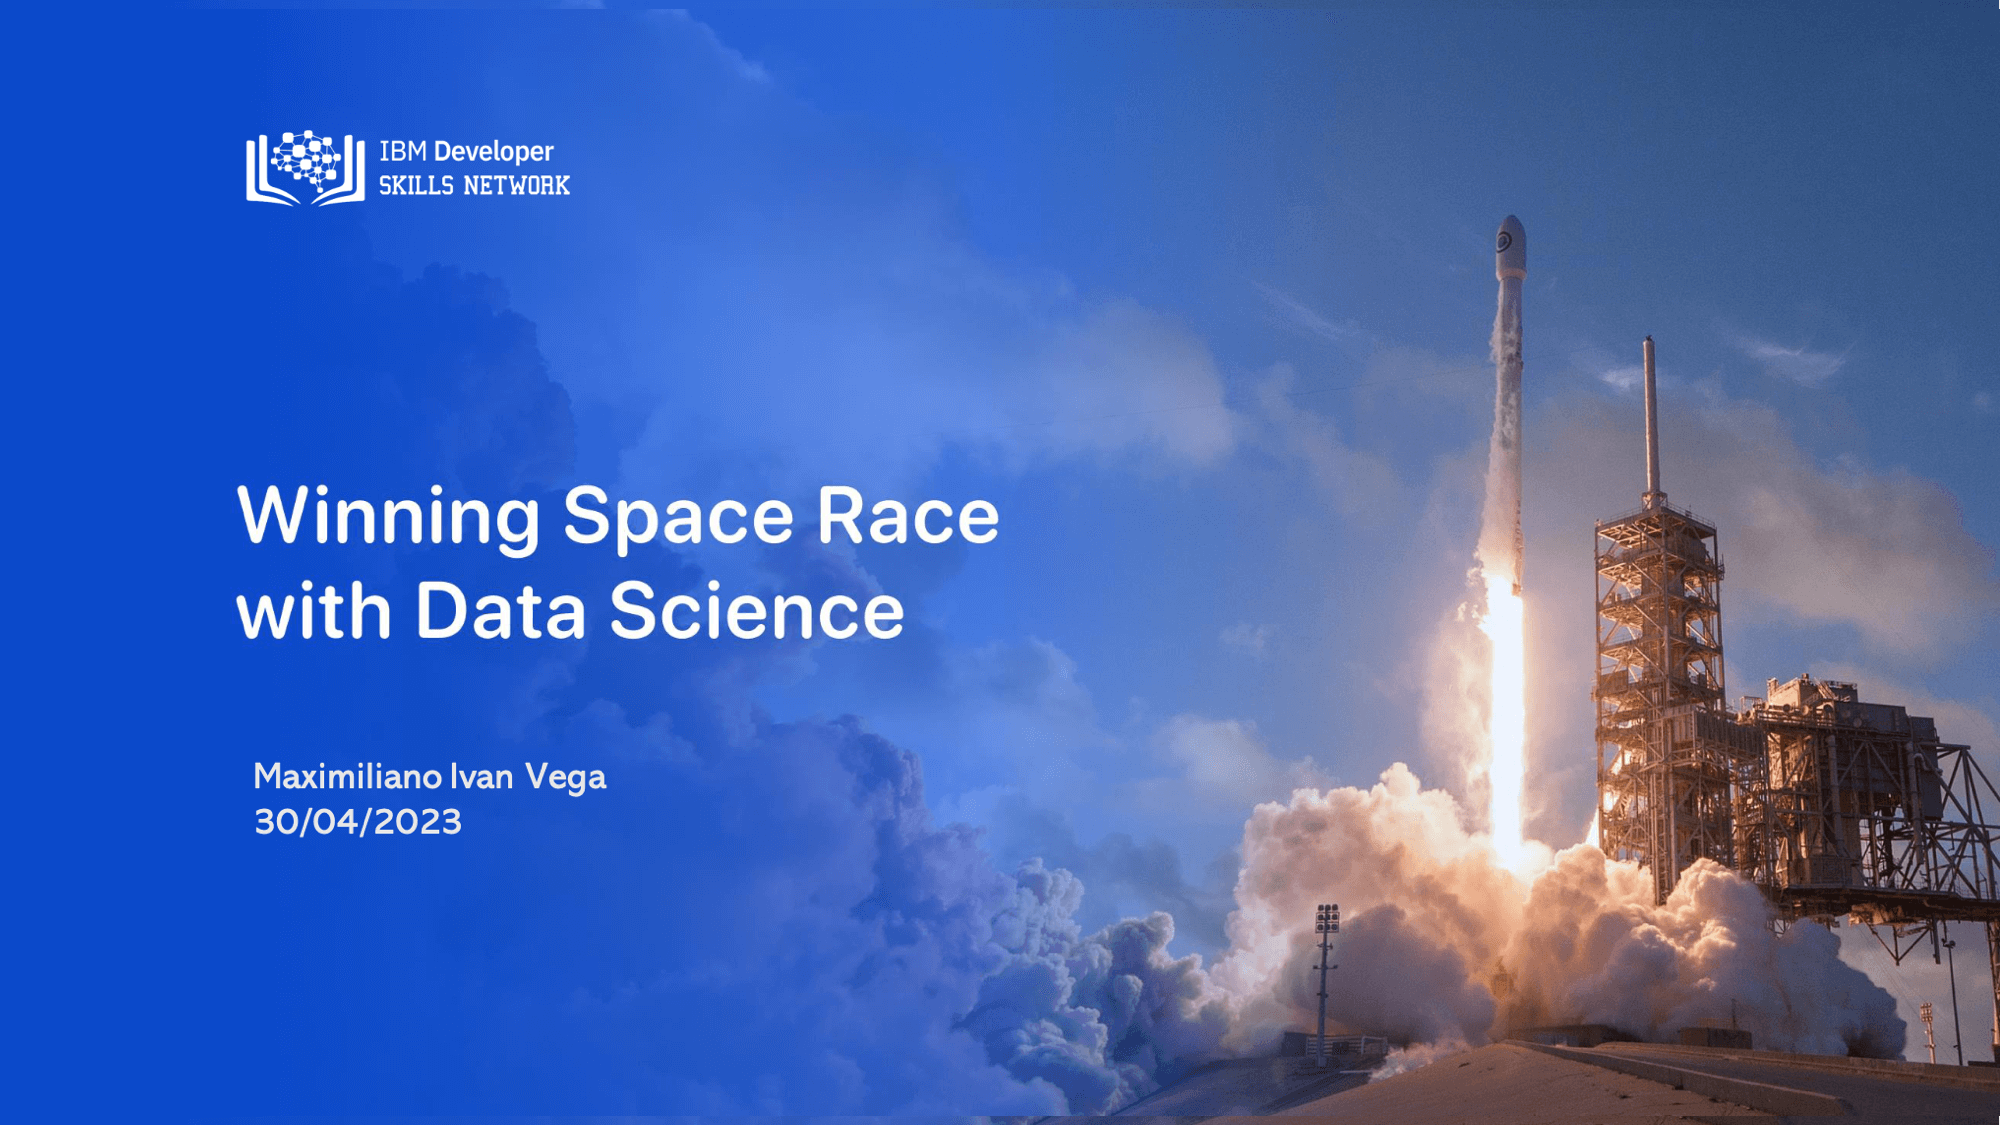 IBM Developer
SKILLS NETWORK
Winning Space Race
with Data Science
Maximiliano Ivan Vega
30/04/2023